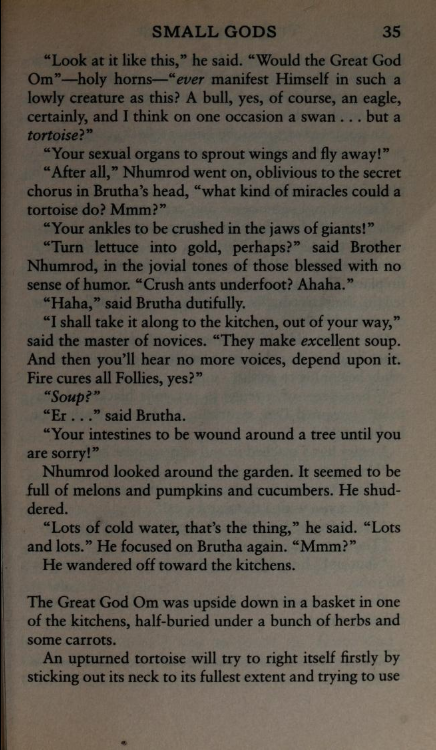 SMALL GODS 35
“Look at it like this,” he said. “Would the Great God
Om”—holy horns—“ever manifest Himself in such a
lowly creature as this? A bull, yes, of course, an eagle,
certainly, and I think on one occasion a swan . . . but a
tortoise?”
“Your sexual organs to sprout wings and fly away!”
“After all,” Nhumrod went on, oblivious to the secret
chorus in Brutha’s head, “what kind of miracles could a
tortoise do? Mmm?”
“Your ankles to be crushed in the jaws of giants!”
“Turn lettuce into gold, perhaps?” said Brother
Nhumrod, in the jovial tones of those blessed with no
sense of humor. “Crush ants underfoot? Ahaha.”
“Haha,” said Brutha dutifully.
“I shall take it along to the kitchen, out of your way,”
said the master of novices. “They make excellent soup.
And then you’ll hear no more voices, depend upon it.
Fire cures all Follies, yes?”
“Soup?”
“Er . . .” said Brutha.
“Your intestines to be wound around a tree until you
are sorry!”
Nhumrod looked around the garden. It seemed to be
full of melons and pumpkins and cucumbers. He shud-
dered.
“Lots of cold water, that’s the thing,” he said. “Lots
and lots.” He focused on Brutha again. “Mmm?”
He wandered off toward the kitchens.
The Great God Om was upside down in a basket in one
of the kitchens, half-buried under a bunch of herbs and
some carrots.
An upturned tortoise will try to right itself firstly by
sticking out its neck to its fullest extent and trying to use